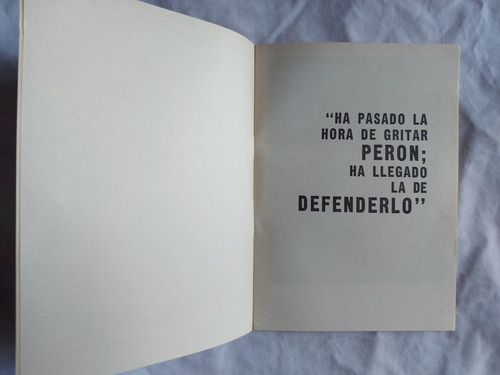 “HA PASADO LA
HORA DE GRITAR
PERON;
HA LLEGADO
LA DE
DEFENDERLO”